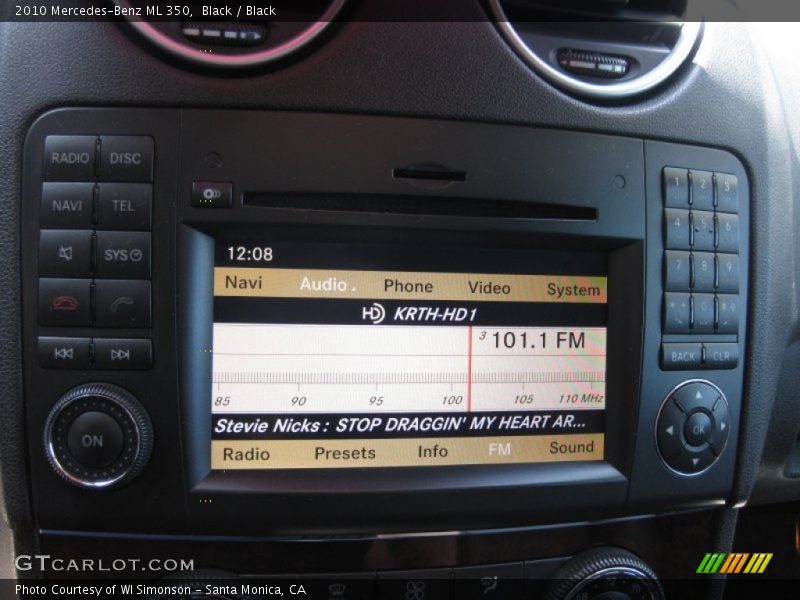 2010 Mercedes-Benz ML 350, Black / Black
RADIO DISC
NAVI TEL
SYS
ON
12:08
Navi Audio Phone Video System
HD KRTH-HD1
3 101.1 FM
85 90 95 100 105 110 MHz
Stevie Nicks : STOP DRAGGIN' MY HEART AR...
Radio Presets Info FM Sound
1 2 3
4 5 6
7 8 9
* 0 #
BACK CLR
OK
GTCARLOT.COM
Photo Courtesy of WI Simonson - Santa Monica, CA